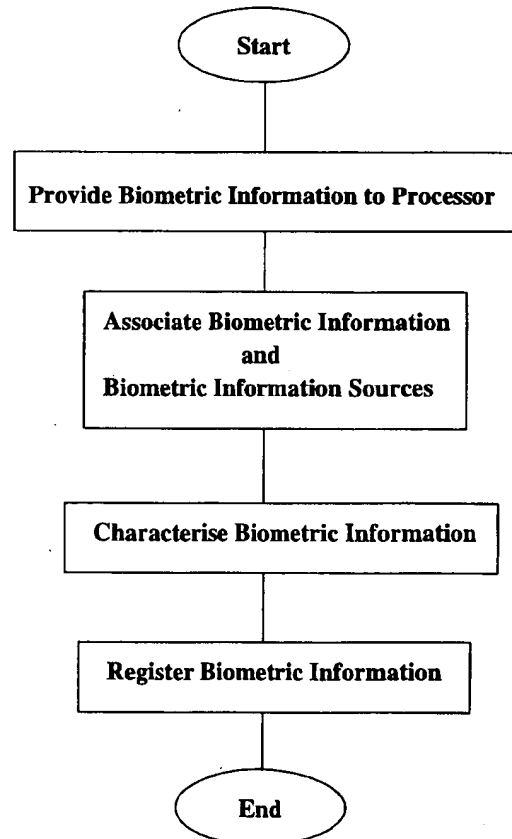 Start
Provide Biometric Information to Processor
Associate Biometric Information
and
Biometric Information Sources
Characterise Biometric Information
Register Biometric Information
End